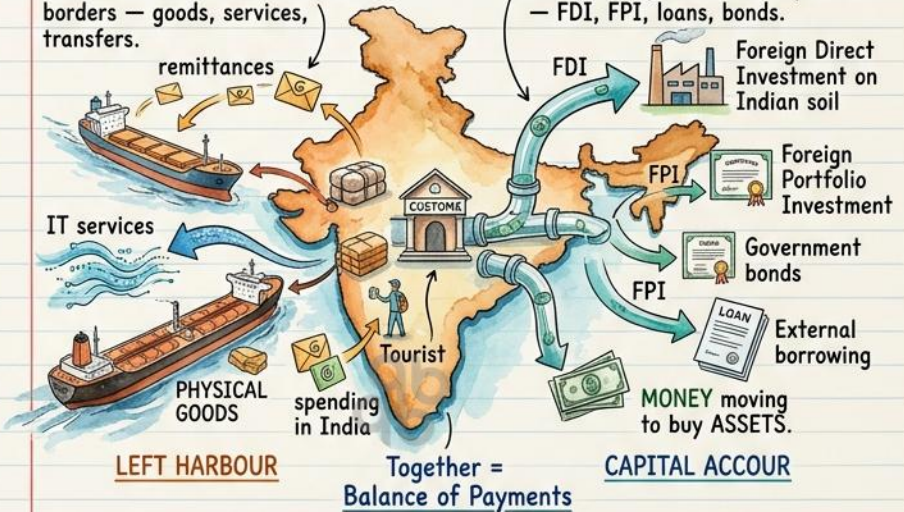 borders — goods, services,
transfers.
— FDI, FPI, loans, bonds.
remittances
FDI
Foreign Direct
Investment on
Indian soil
FPI
Foreign
Portfolio
Investment
COSTOMA
IT services
Government
bonds
FPI
LOAN
External
borrowing
Tourist
PHYSICAL
GOODS
spending
in India
MONEY moving
to buy ASSETS.
LEFT HARBOUR
Together =
Balance of Payments
CAPITAL ACCOUR